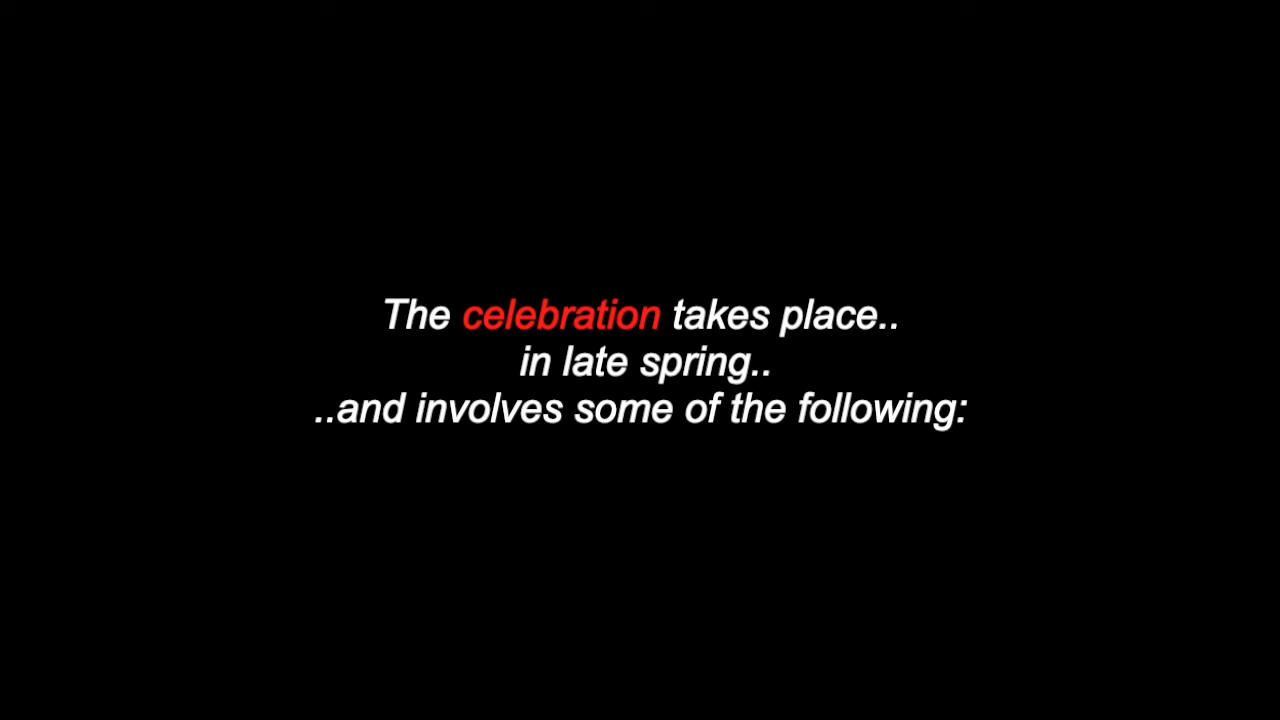 The celebration takes place..
in late spring..
..and involves some of the following: